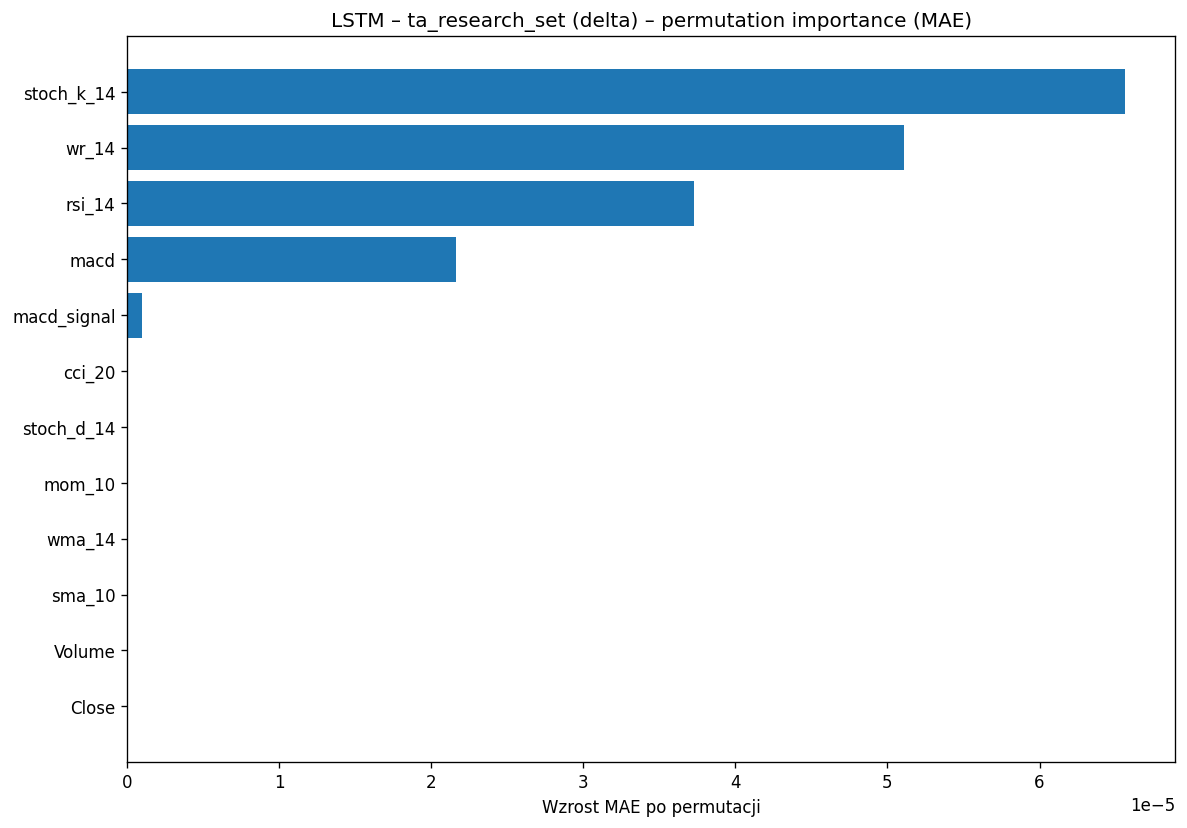 LSTM – ta_research_set (delta) – permutation importance (MAE)
stoch_k_14
wr_14
rsi_14
macd
macd_signal
cci_20
stoch_d_14
mom_10
wma_14
sma_10
Volume
Close
0 1 2 3 4 5 6
1e−5
Wzrost MAE po permutacji